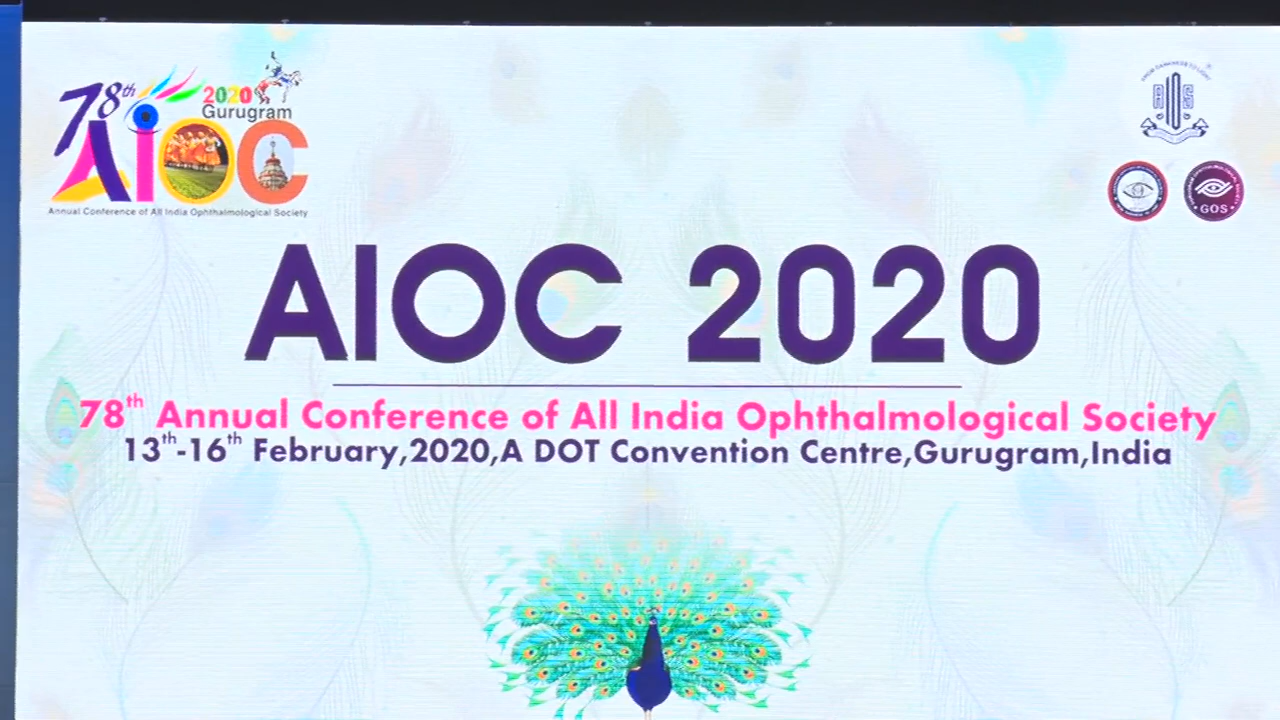 78th
2020
Gurugram
AIOC
Annual Conference of All India Ophthalmological Society
AIOS
GOS
AIOC 2020
78th Annual Conference of All India Ophthalmological Society
13th-16th February,2020,A DOT Convention Centre,Gurugram,India